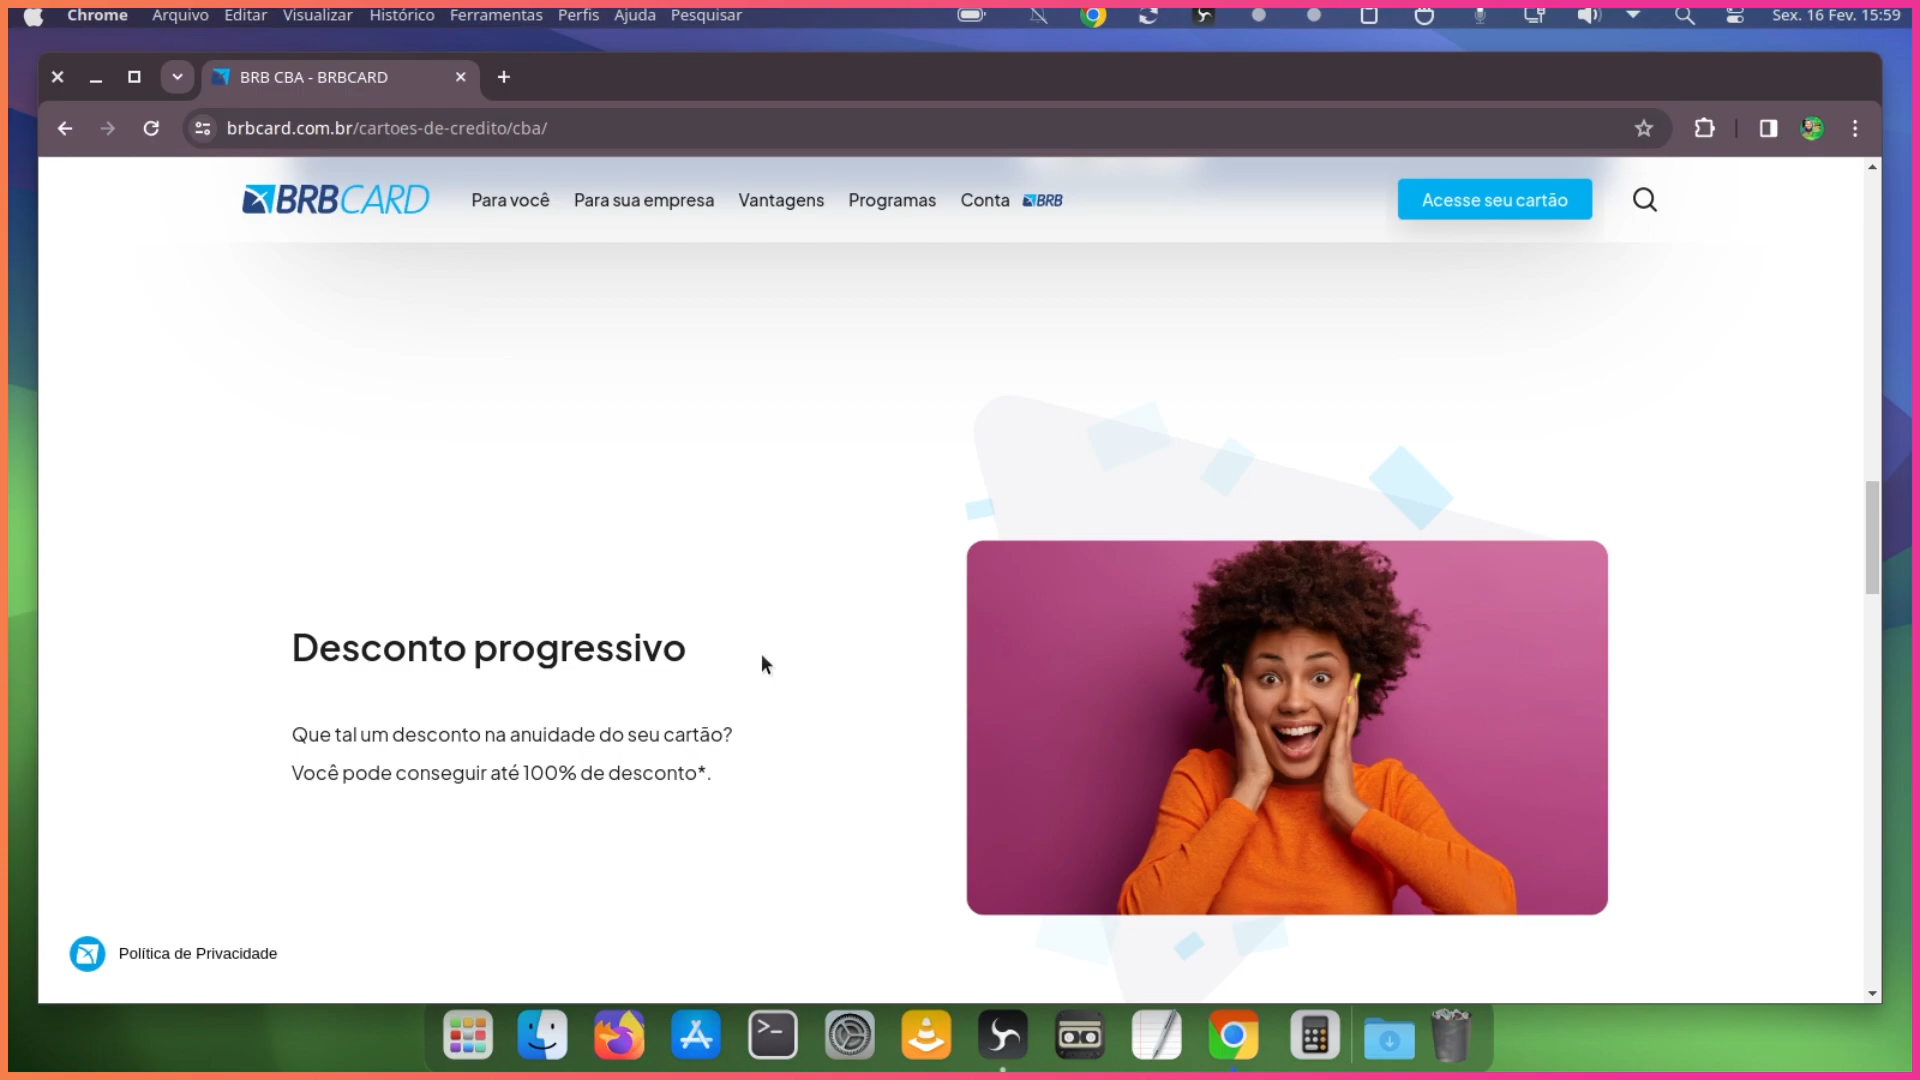 Chrome Arquivo Editar Visualizar Histórico Ferramentas Perfis Ajuda Pesquisar Sex. 16 Fev. 15:59
BRB CBA - BRBCARD
brbcard.com.br/cartoes-de-credito/cba/
BRBCARD Para você Para sua empresa Vantagens Programas Conta BRB Acesse seu cartão
Desconto progressivo
Que tal um desconto na anuidade do seu cartão?
Você pode conseguir até 100% de desconto*.
Política de Privacidade